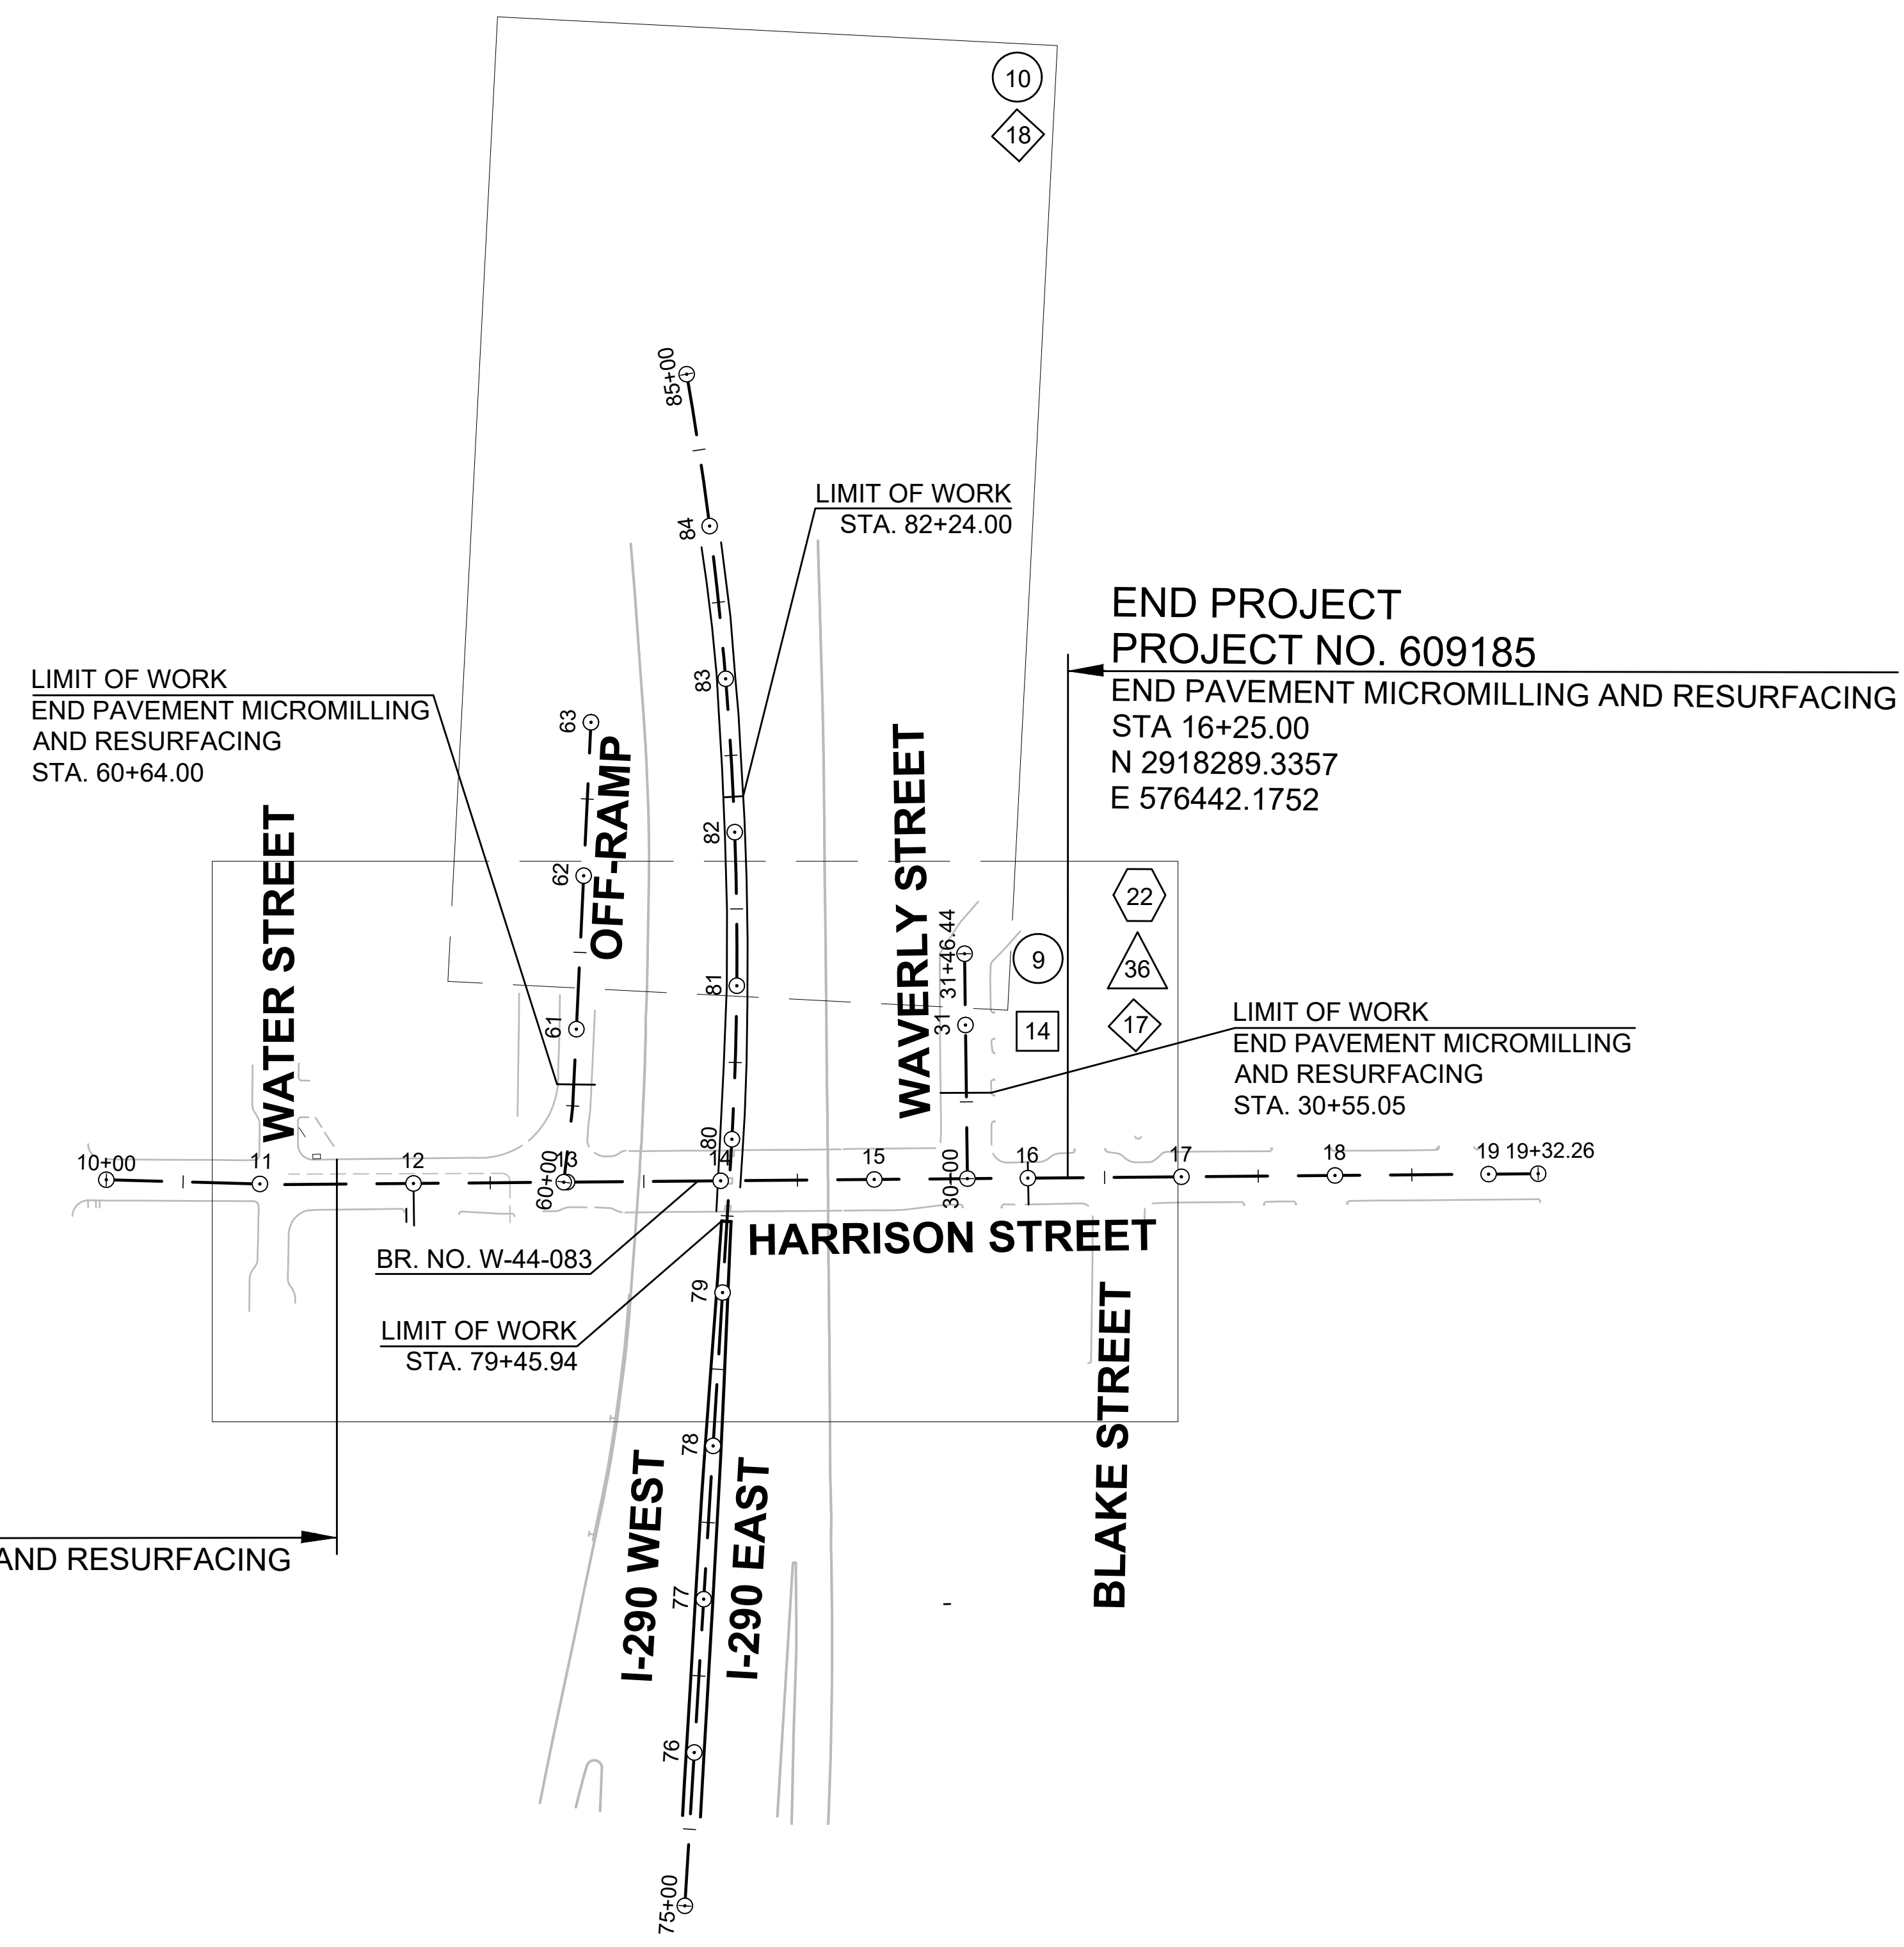 10
18
85+00
84
LIMIT OF WORK
STA. 82+24.00
END PROJECT
PROJECT NO. 609185
END PAVEMENT MICROMILLING AND RESURFACING
STA 16+25.00
N 2918289.3357
E 576442.1752
LIMIT OF WORK
END PAVEMENT MICROMILLING
AND RESURFACING
STA. 60+64.00
83
63
OFF-RAMP
WAVERLY STREET
WATER STREET
82
62
22
9
36
14
17
31+46.44
31
81
61
LIMIT OF WORK
END PAVEMENT MICROMILLING
AND RESURFACING
STA. 30+55.05
80
10+00
11
12
13
14
15
16
17
18
19
19+32.26
60+00
30+00
HARRISON STREET
BR. NO. W-44-083
79
LIMIT OF WORK
STA. 79+45.94
BLAKE STREET
78
I-290 WEST
I-290 EAST
AND RESURFACING
77
76
75+00